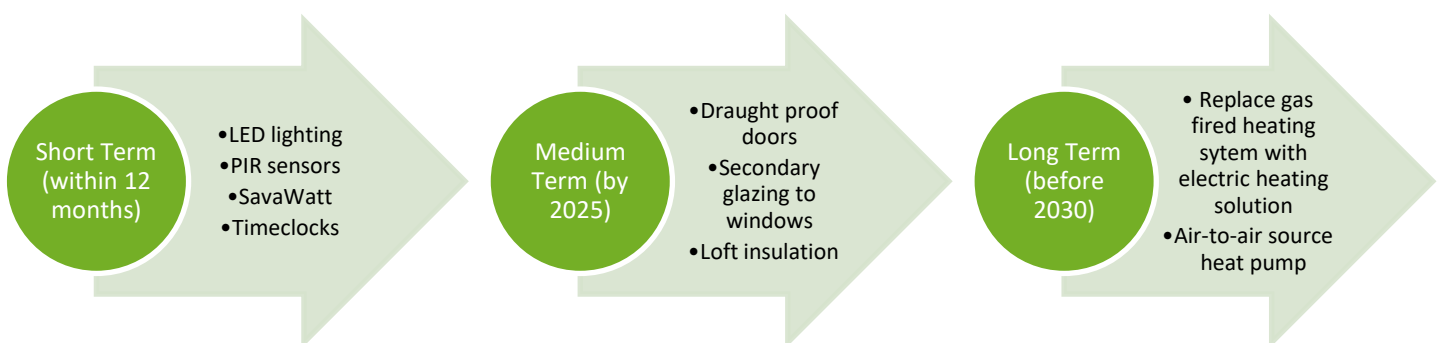 Short Term
(within 12
months)
•LED lighting
•PIR sensors
•SavaWatt
•Timeclocks
Medium
Term (by
2025)
•Draught proof
doors
•Secondary
glazing to
windows
•Loft insulation
Long Term
(before
2030)
• Replace gas
fired heating
sytem with
electric heating
solution
•Air-to-air source
heat pump